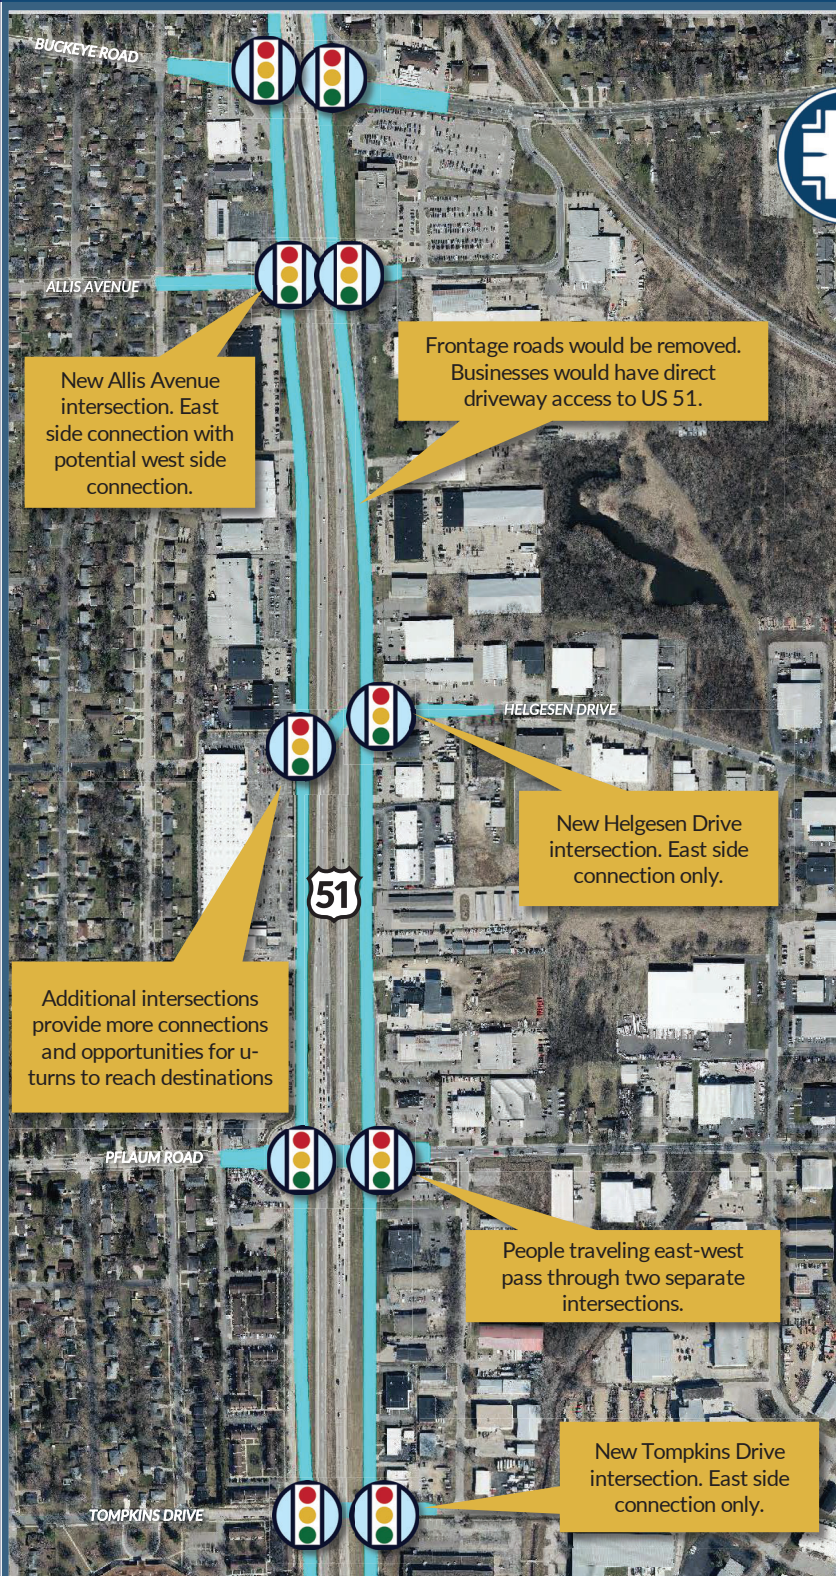 BUCKEYE ROAD
ALLIS AVENUE
Frontage roads would be removed.
Businesses would have direct
driveway access to US 51.
New Allis Avenue
intersection. East
side connection with
potential west side
connection.
HELGESEN DRIVE
New Helgesen Drive
intersection. East side
connection only.
51
Additional intersections
provide more connections
and opportunities for u-
turns to reach destinations
PFLAUM ROAD
People traveling east-west
pass through two separate
intersections.
New Tompkins Drive
intersection. East side
connection only.
TOMPKINS DRIVE